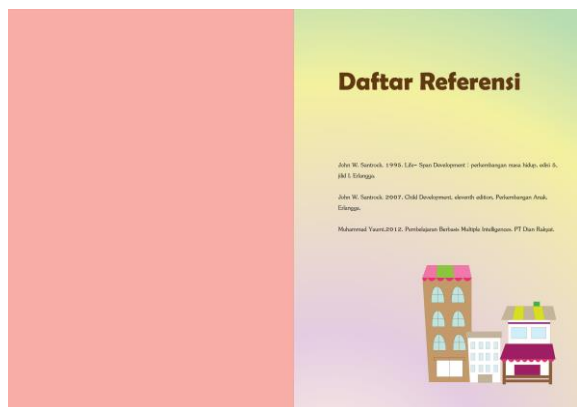 Daftar Referensi
John W. Santrock. 1995. Life- Span Development : perkembangan masa hidup, edisi 5,
jilid I. Erlangga.
John W. Santrock. 2007. Child Development, eleventh edition, Perkembangan Anak.
Erlangga.
Muhammad Yaumi.2012. Pembelajaran Berbasis Multiple Intelligences. PT Dian Rakyat.